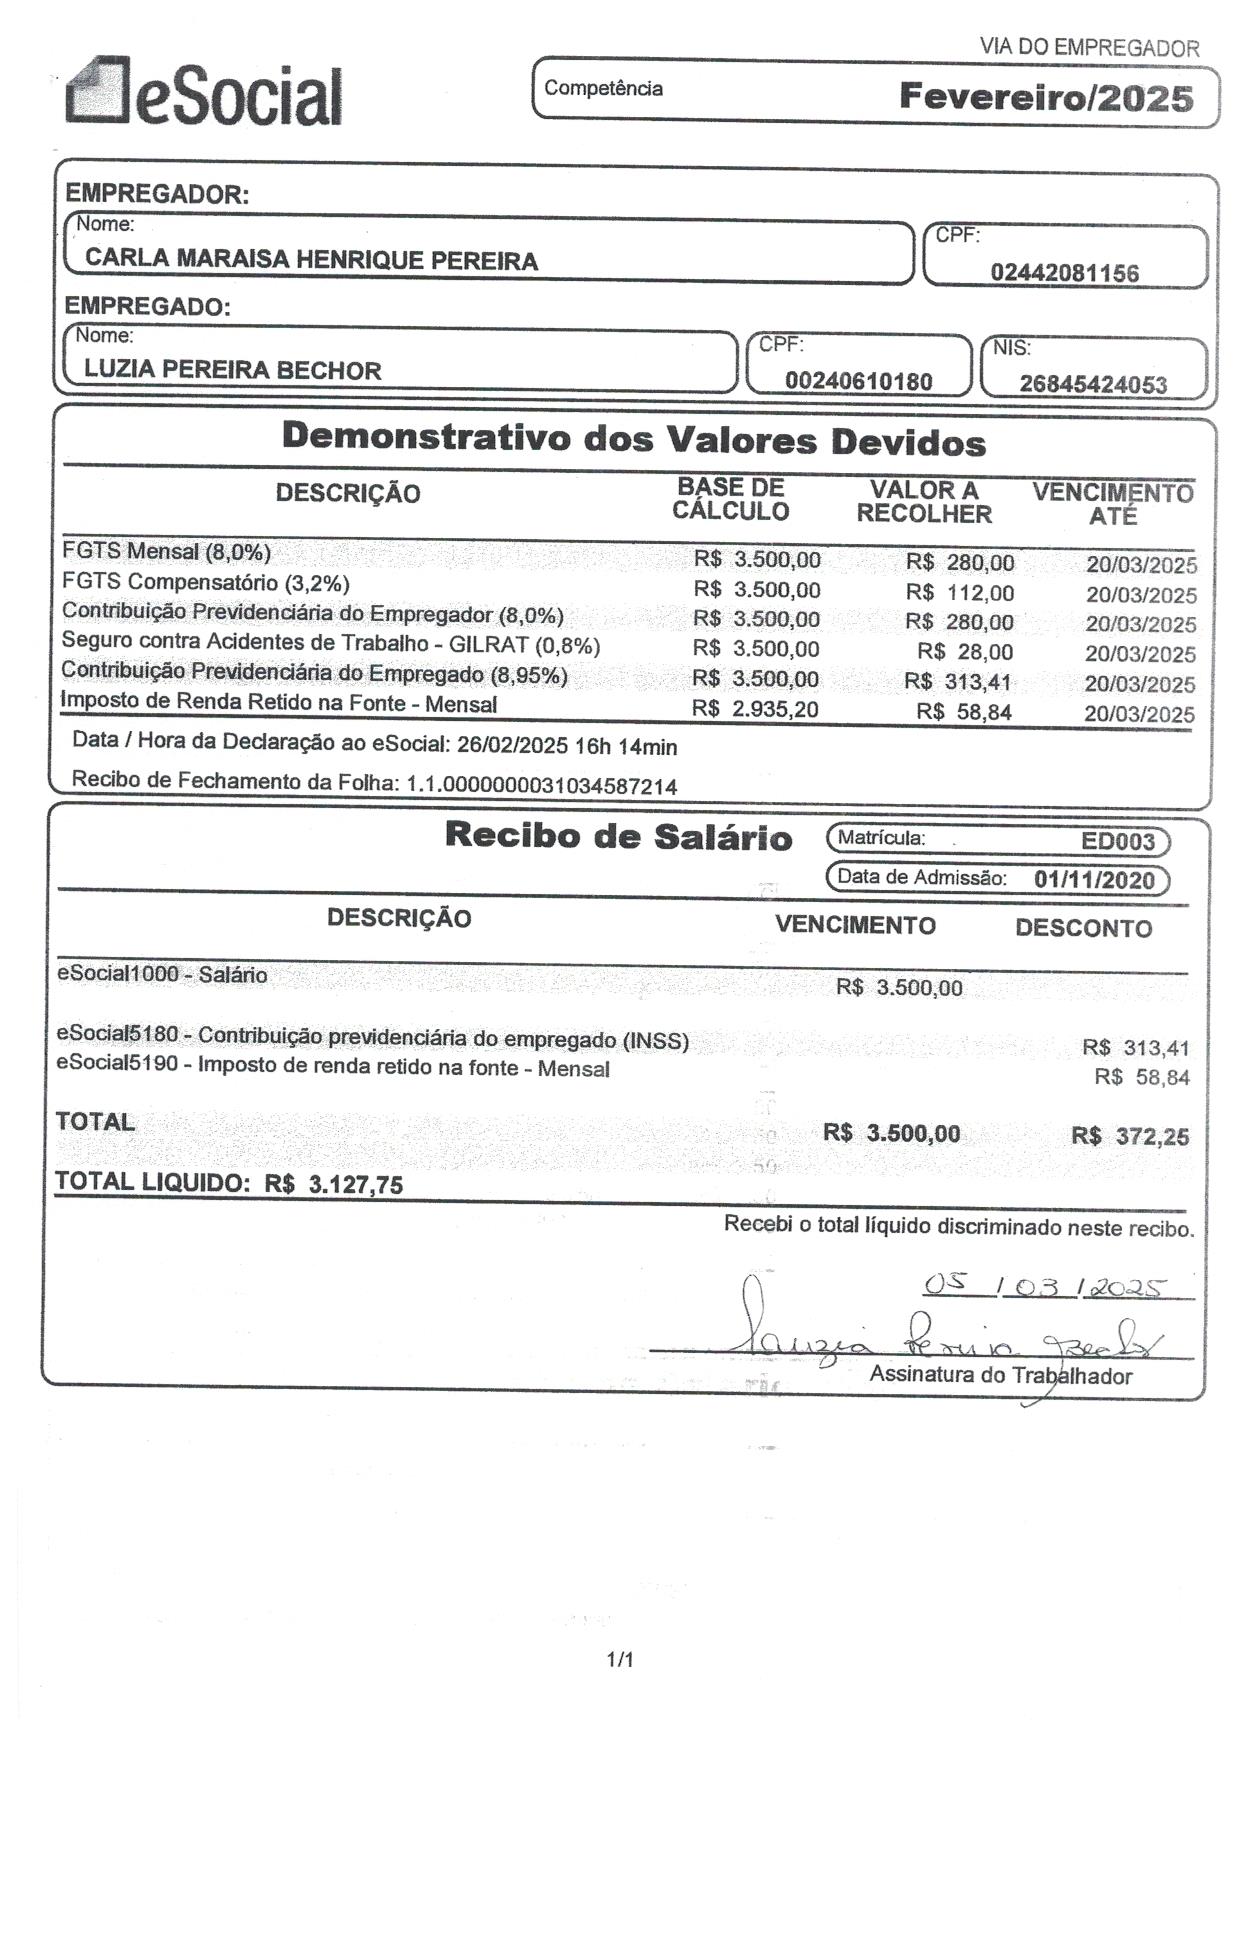 VIA DO EMPREGADOR
eSocial
Competência Fevereiro/2025
EMPREGADOR:
Nome: CPF:
CARLA MARAISA HENRIQUE PEREIRA 02442081156
EMPREGADO:
Nome: CPF: NIS:
LUZIA PEREIRA BECHOR 00240610180 26845424053
Demonstrativo dos Valores Devidos
DESCRIÇÃO BASE DE CÁLCULO VALOR A RECOLHER VENCIMENTO ATÉ
FGTS Mensal (8,0%) R$ 3.500,00 R$ 280,00 20/03/2025
FGTS Compensatório (3,2%) R$ 3.500,00 R$ 112,00 20/03/2025
Contribuição Previdenciária do Empregador (8,0%) R$ 3.500,00 R$ 280,00 20/03/2025
Seguro contra Acidentes de Trabalho - GILRAT (0,8%) R$ 3.500,00 R$ 28,00 20/03/2025
Contribuição Previdenciária do Empregado (8,95%) R$ 3.500,00 R$ 313,41 20/03/2025
Imposto de Renda Retido na Fonte - Mensal R$ 2.935,20 R$ 58,84 20/03/2025
Data / Hora da Declaração ao eSocial: 26/02/2025 16h 14min
Recibo de Fechamento da Folha: 1.1.0000000031034587214
Recibo de Salário
Matrícula: ED003
Data de Admissão: 01/11/2020
DESCRIÇÃO VENCIMENTO DESCONTO
eSocial1000 - Salário R$ 3.500,00
eSocial5180 - Contribuição previdenciária do empregado (INSS) R$ 313,41
eSocial5190 - Imposto de renda retido na fonte - Mensal R$ 58,84
TOTAL R$ 3.500,00 R$ 372,25
TOTAL LIQUIDO: R$ 3.127,75
Recebi o total líquido discriminado neste recibo.
05 / 03 / 2025
Luzia Pereira Bechor
Assinatura do Trabalhador
1/1